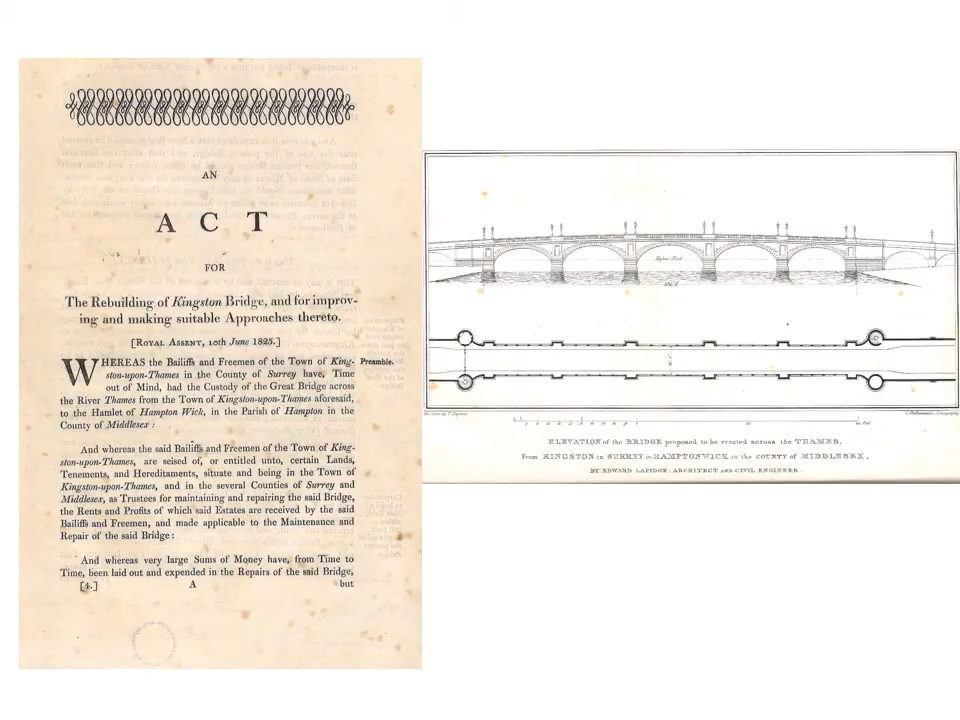 AN
ACT
FOR
The Rebuilding of Kingston Bridge, and for improv-
ing and making suitable Approaches thereto.
[ROYAL ASSENT, 10th June 1825.]
WHEREAS the Bailiffs and Freemen of the Town of King-
Preamble.
ston-upon-Thames in the County of Surrey have, Time
out of Mind, had the Custody of the Great Bridge across
the River Thames from the Town of Kingston-upon-Thames aforesaid,
to the Hamlet of Hampton Wick, in the Parish of Hampton in the
County of Middlesex:
And whereas the said Bailiffs and Freemen of the Town of King-
ston-upon-Thames, are seised of, or entitled unto, certain Lands,
Tenements, and Hereditaments, situate and being in the Town of
Kingston-upon-Thames, and in the several Counties of Surrey and
Middlesex, as Trustees for maintaining and repairing the said Bridge,
the Rents and Profits of which said Estates are received by the said
Bailiffs and Freemen, and made applicable to the Maintenance and
Repair of the said Bridge:
And whereas very large Sums of Money have, from Time to
Time, been laid out and expended in the Repairs of the said Bridge,
[4.] A but
ELEVATION of the BRIDGE proposed to be erected across the THAMES,
From KINGSTON in SURREY to HAMPTONWICK in the COUNTY of MIDDLESEX,
BY EDWARD LAPIDGE. ARCHITECT AND CIVIL ENGINEER.